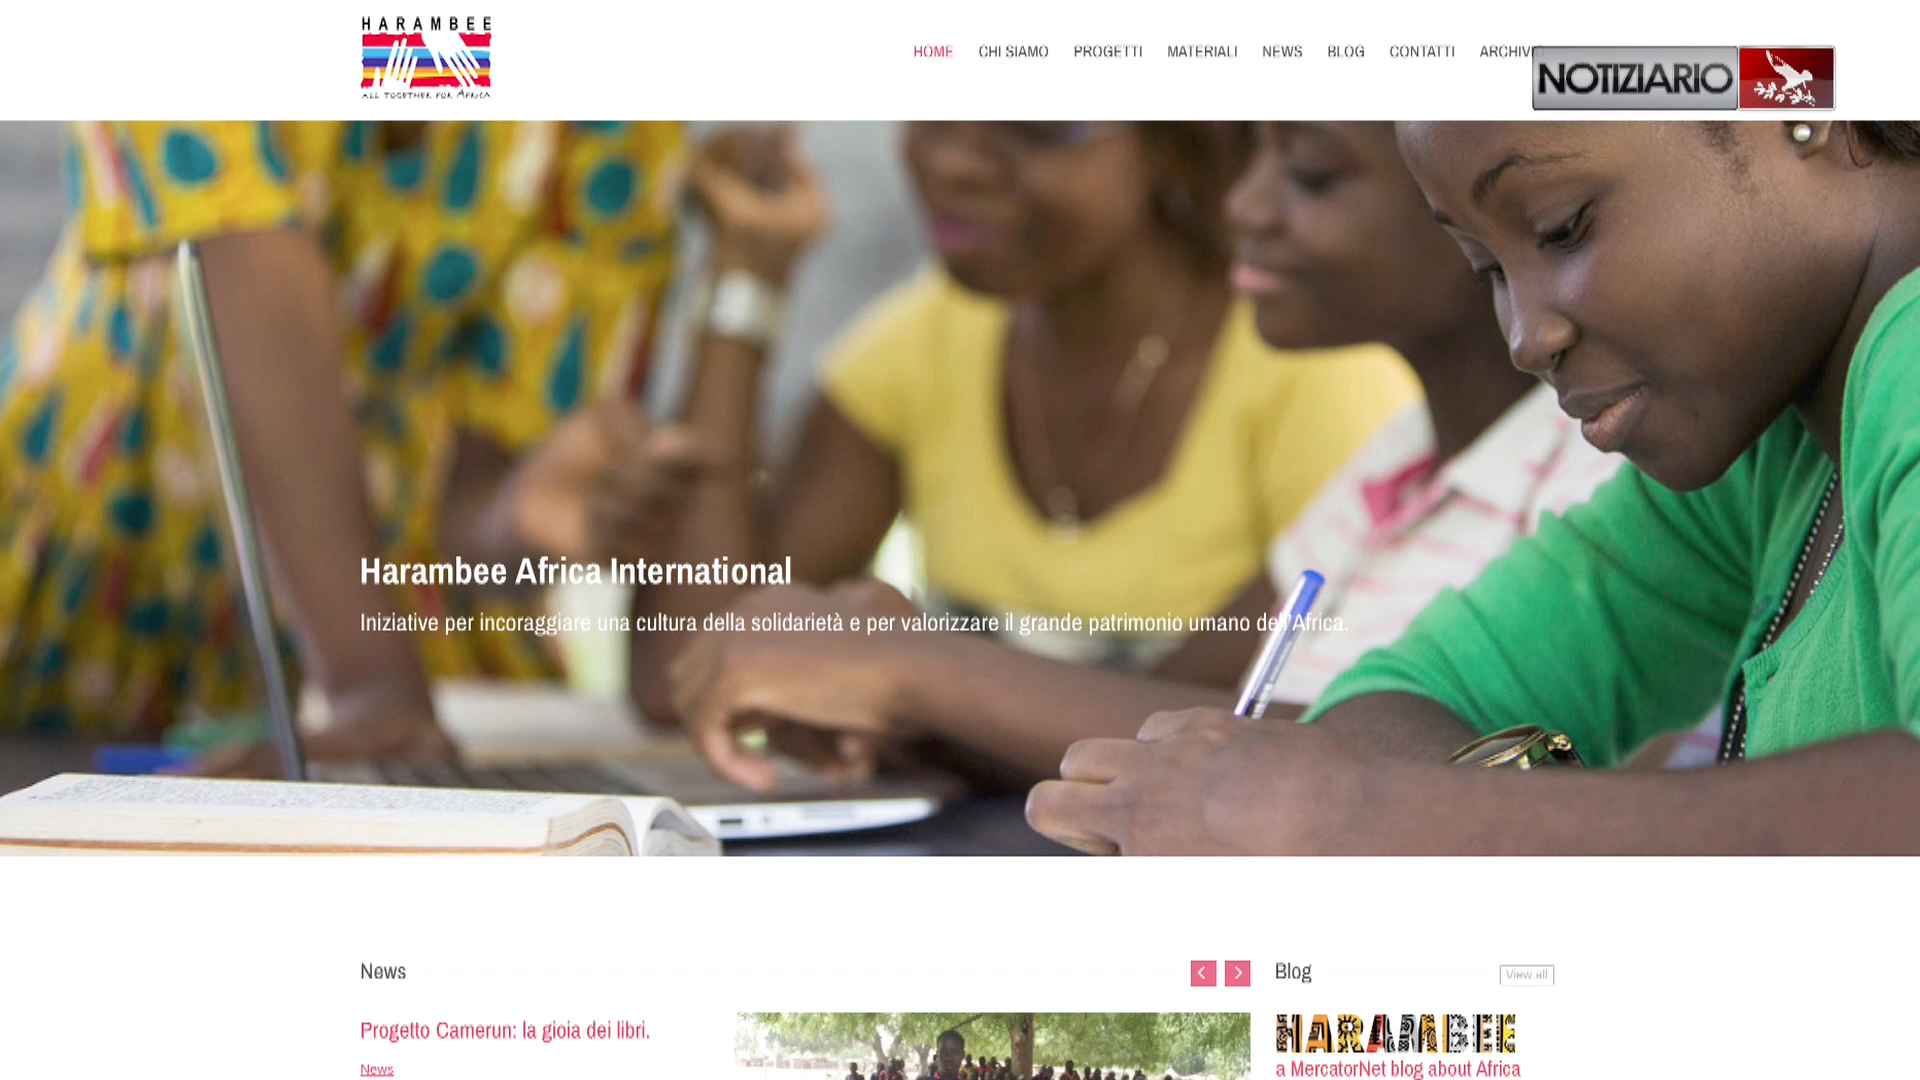 HARAMBEE
ALL TOGETHER FOR AFRICA
HOME CHI SIAMO PROGETTI MATERIALI NEWS BLOG CONTATTI ARCHIVIO
NOTIZIARIO
Harambee Africa International
Iniziative per incoraggiare una cultura della solidarietà e per valorizzare il grande patrimonio umano dell'Africa.
News
Blog
View all
Progetto Camerun: la gioia dei libri.
News
HARAMBEE
a MercatorNet blog about Africa